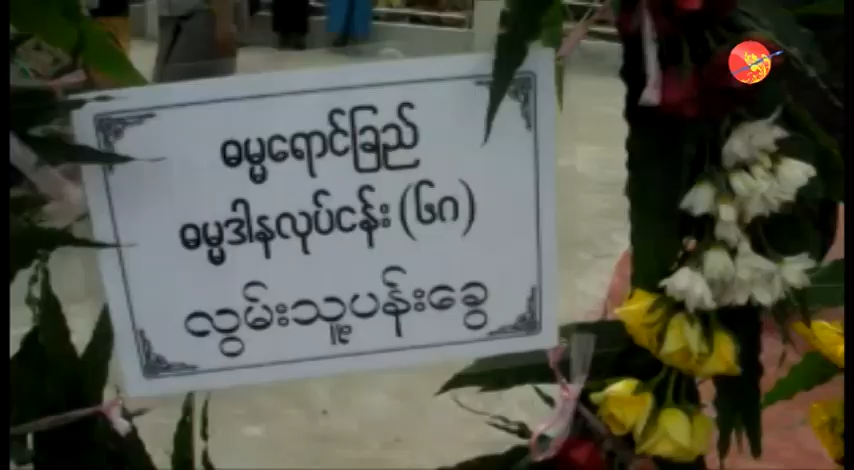 ဓမ္မရောင်ခြည်
ဓမ္မဒါနလုပ်ငန်း (၆ဂ)
လွမ်းသူ့ပန်းခွေ